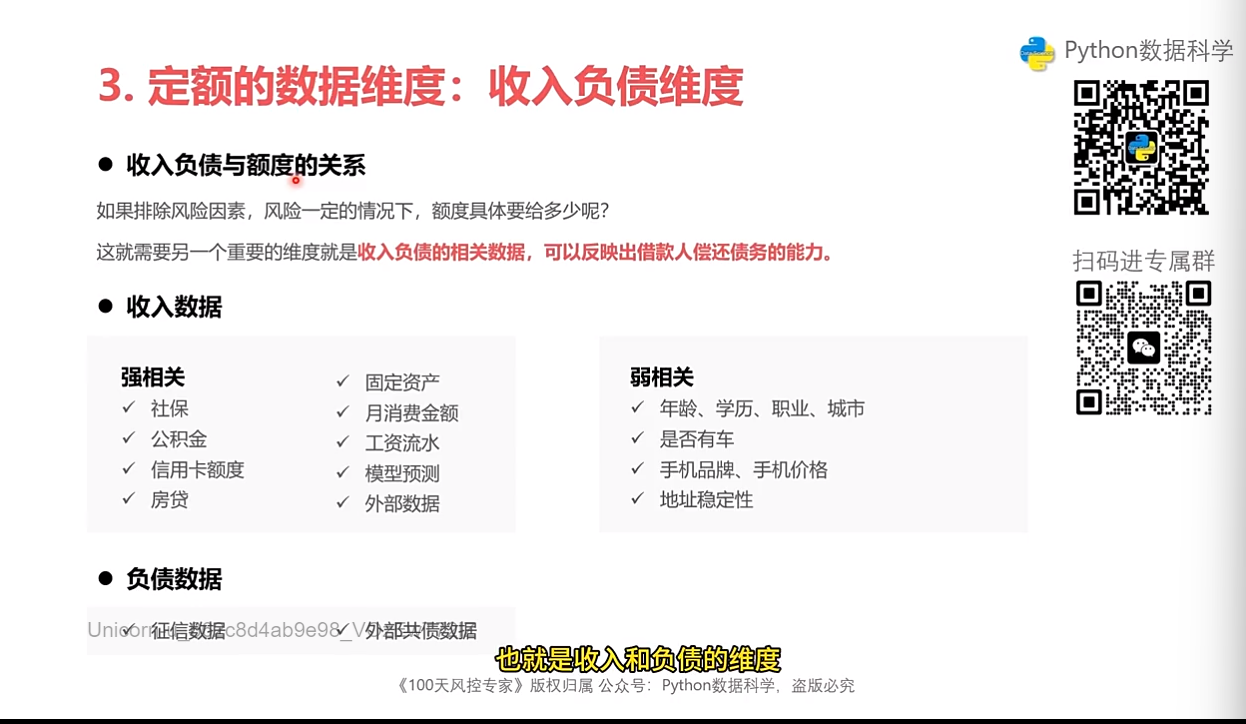 Python数据科学
3. 定额的数据维度：收入负债维度
● 收入负债与额度的关系
如果排除风险因素，风险一定的情况下，额度具体要给多少呢？
这就需要另一个重要的维度就是收入负债的相关数据，可以反映出借款人偿还债务的能力。
扫码进专属群
● 收入数据
强相关
✓ 社保
✓ 公积金
✓ 信用卡额度
✓ 房贷
✓ 固定资产
✓ 月消费金额
✓ 工资流水
✓ 模型预测
✓ 外部数据
弱相关
✓ 年龄、学历、职业、城市
✓ 是否有车
✓ 手机品牌、手机价格
✓ 地址稳定性
● 负债数据
✓ 征信数据
✓ 外部共债数据
也就是收入和负债的维度
《100天风控专家》版权归属 公众号：Python数据科学，盗版必究